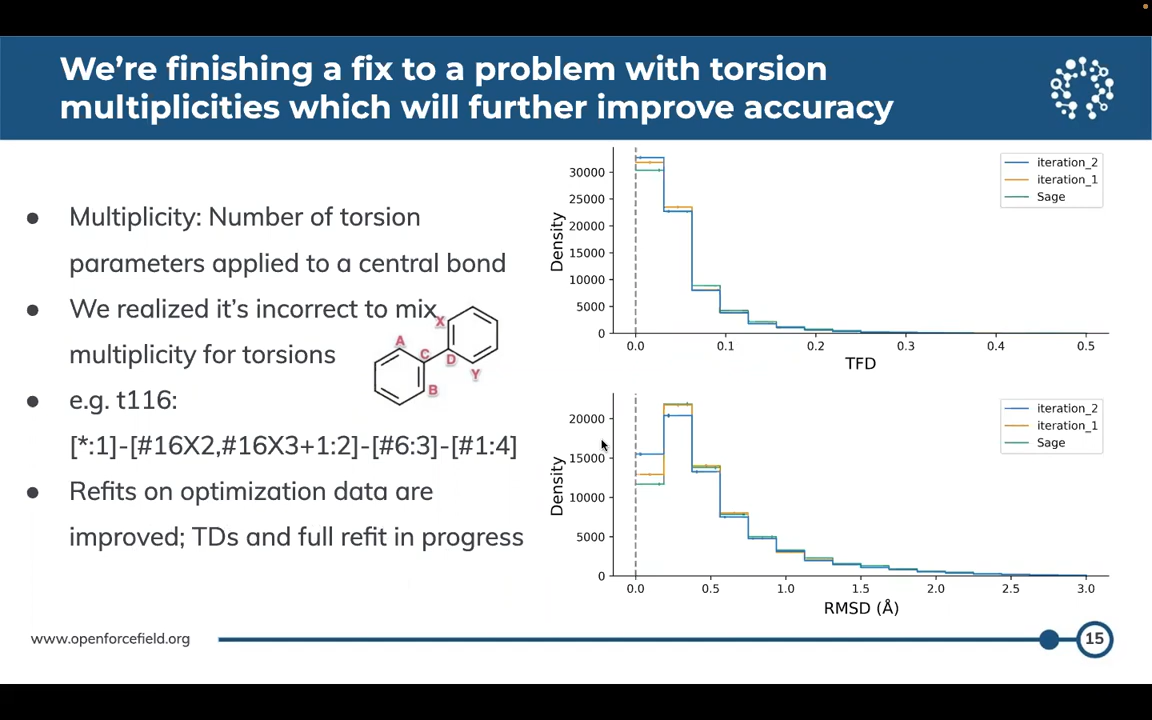 We’re finishing a fix to a problem with torsion
multiplicities which will further improve accuracy
● Multiplicity: Number of torsion
parameters applied to a central bond
● We realized it’s incorrect to mix
multiplicity for torsions
● e.g. t116:
[*:1]-[#16X2,#16X3+1:2]-[#6:3]-[#1:4]
● Refits on optimization data are
improved; TDs and full refit in progress
X
A
C
D
Y
B
iteration_2
iteration_1
Sage
Density
30000
25000
20000
15000
10000
5000
0
0.0 0.1 0.2 0.3 0.4 0.5
TFD
iteration_2
iteration_1
Sage
Density
20000
15000
10000
5000
0
0.0 0.5 1.0 1.5 2.0 2.5 3.0
RMSD (Å)
www.openforcefield.org
15